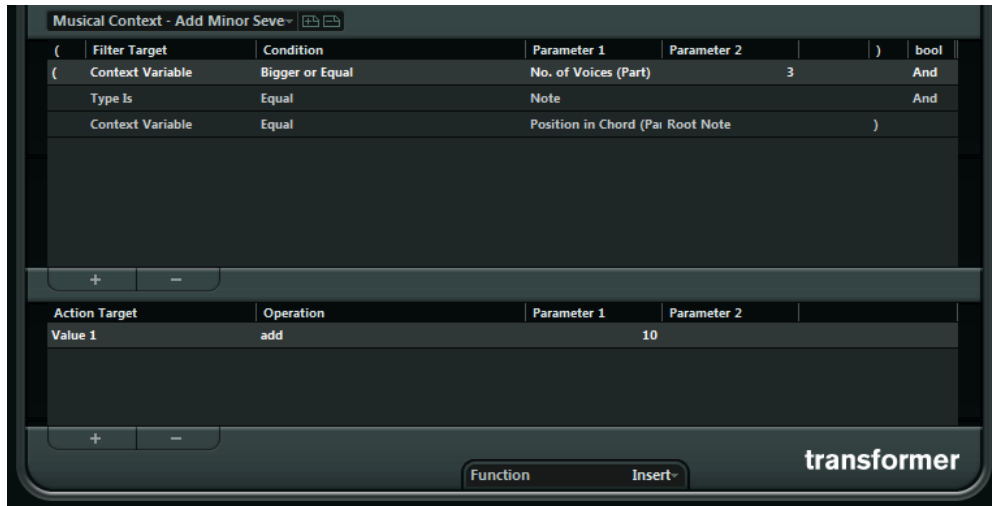 Musical Context - Add Minor Seve
( Filter Target Condition Parameter 1 Parameter 2 ) bool
( Context Variable Bigger or Equal No. of Voices (Part) 3 And
Type Is Equal Note And
Context Variable Equal Position in Chord (Pa Root Note )
+ −
Action Target Operation Parameter 1 Parameter 2
Value 1 add 10
+ −
transformer
Function Insert